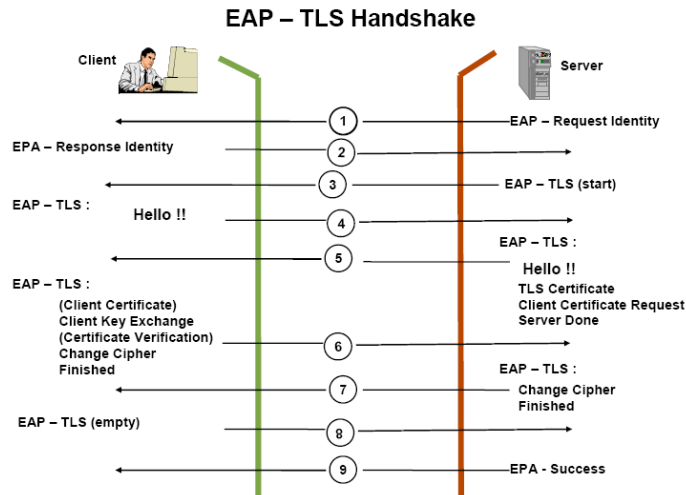 EAP – TLS Handshake
Client
Server
1
EAP – Request Identity
EPA – Response Identity
2
3
EAP – TLS (start)
EAP – TLS :
Hello !!
4
EAP – TLS :
5
Hello !!
TLS Certificate
Client Certificate Request
Server Done
EAP – TLS :
(Client Certificate)
Client Key Exchange
(Certificate Verification)
Change Cipher
Finished
6
EAP – TLS :
7
Change Cipher
Finished
EAP – TLS (empty)
8
9
EPA - Success